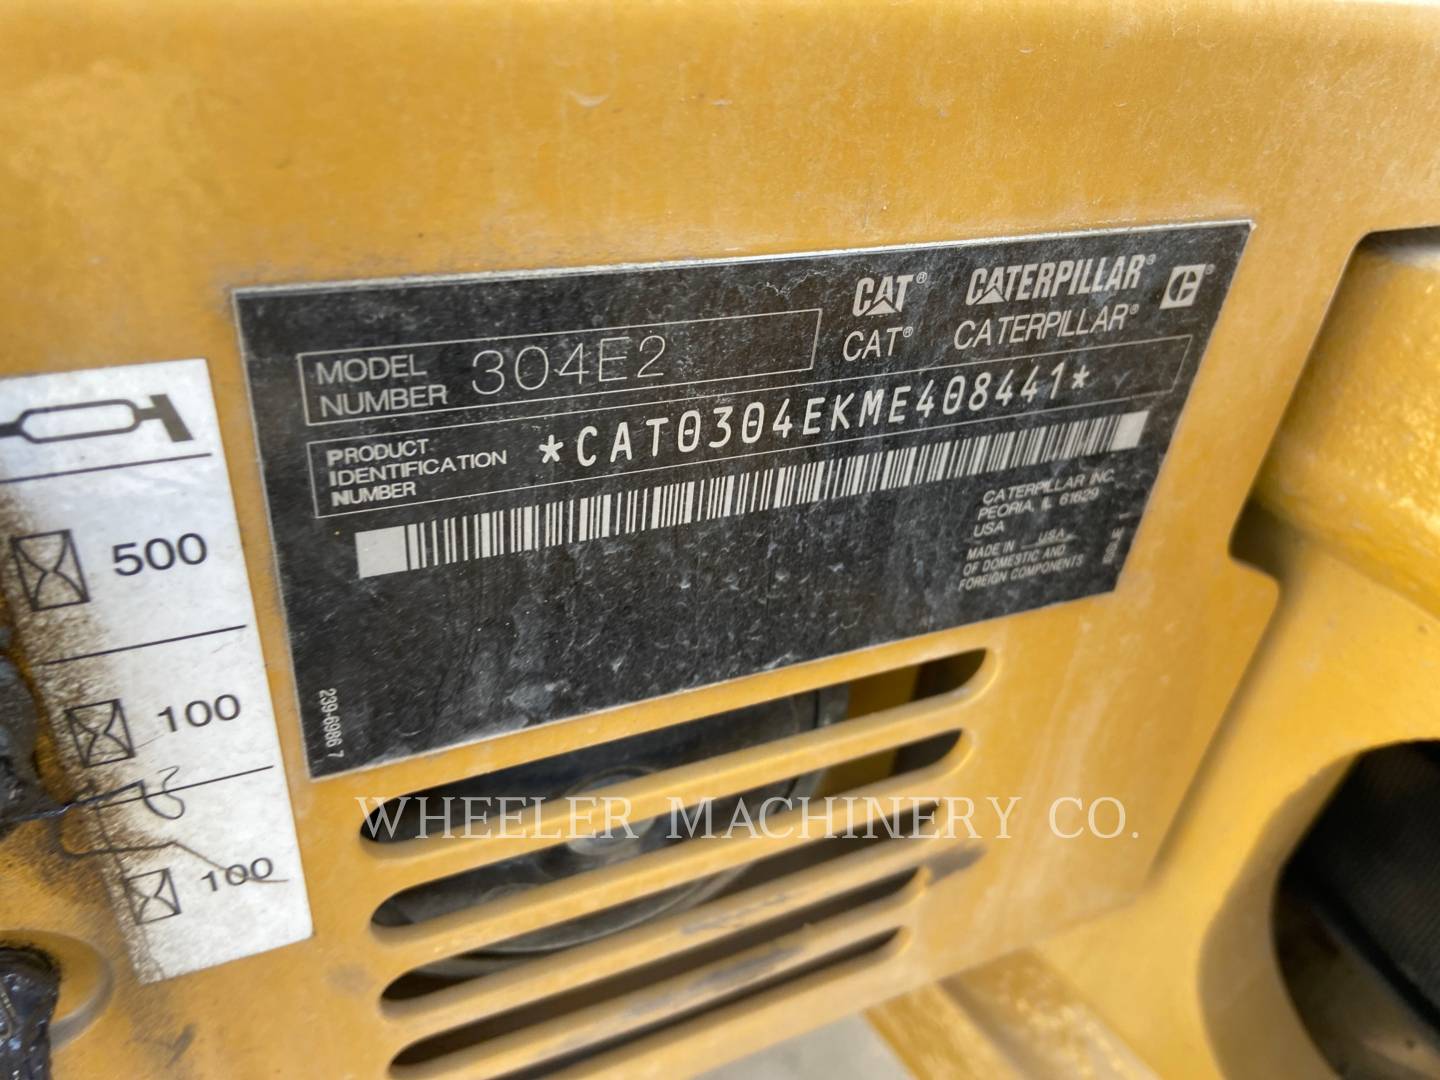 CAT® CATERPILLAR®
CAT® CATERPILLAR®
MODEL
NUMBER 304E2
PRODUCT
IDENTIFICATION
NUMBER
*CAT0304EKME408441*
CATERPILLAR INC.
PEORIA, IL 61629
USA
MADE IN USA
OF DOMESTIC AND
FOREIGN COMPONENTS
239-6986 7
500
100
100
WHEELER MACHINERY CO.